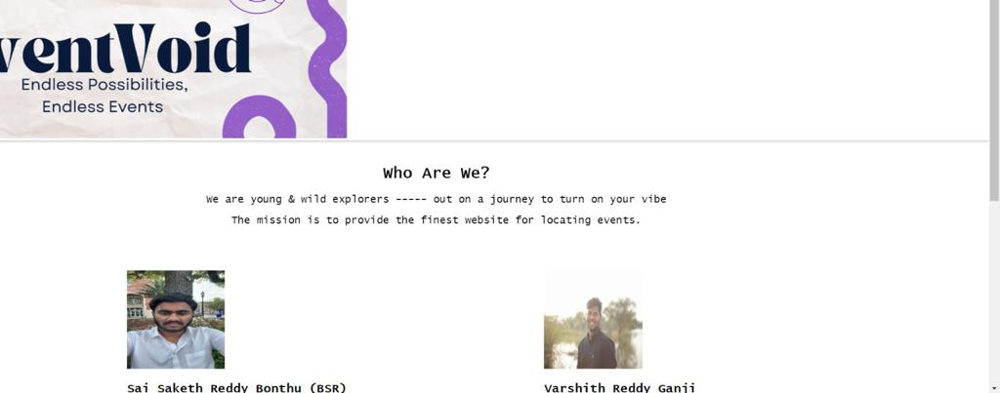 ventVoid
Endless Possibilities,
Endless Events
Who Are We?
We are young & wild explorers ----- out on a journey to turn on your vibe
The mission is to provide the finest website for locating events.
Sai Saketh Reddy Bonthu (BSR)
Varshith Reddy Ganji